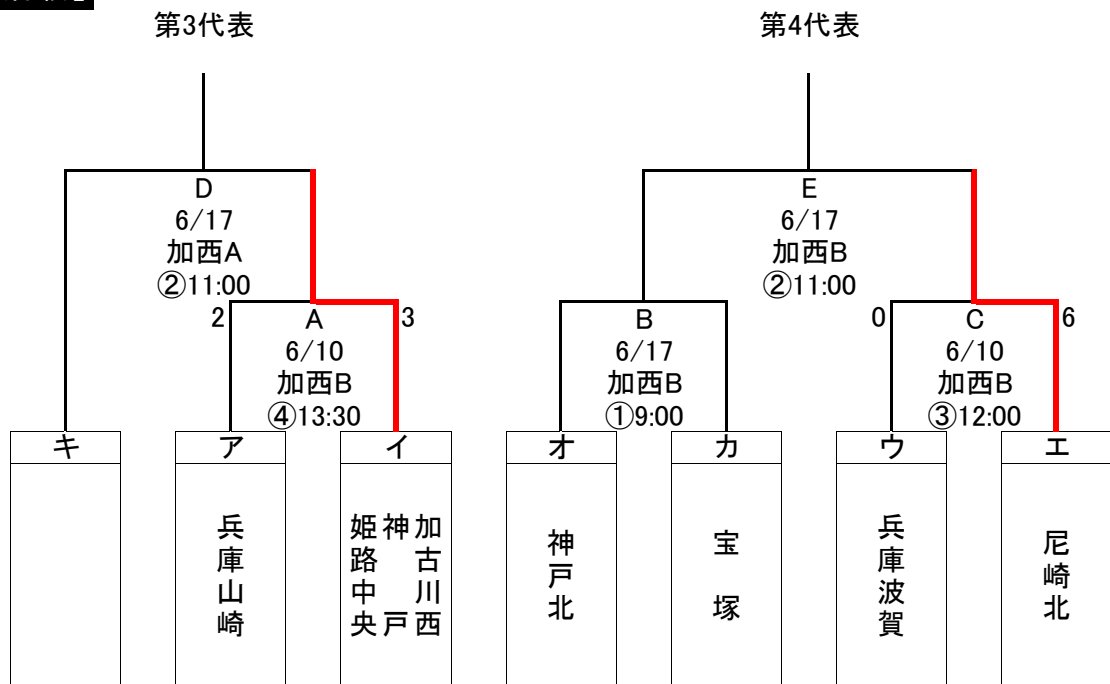 第3代表
第4代表
D
6/17
加西A
②11:00
E
6/17
加西B
②11:00
2
A
3
6/10
加西B
④13:30
B
6/17
加西B
①9:00
0
C
6
6/10
加西B
③12:00
キ
ア
イ
オ
カ
ウ
エ
兵庫山崎
加古川西
神戸
姫路中央
神戸北
宝塚
兵庫波賀
尼崎北